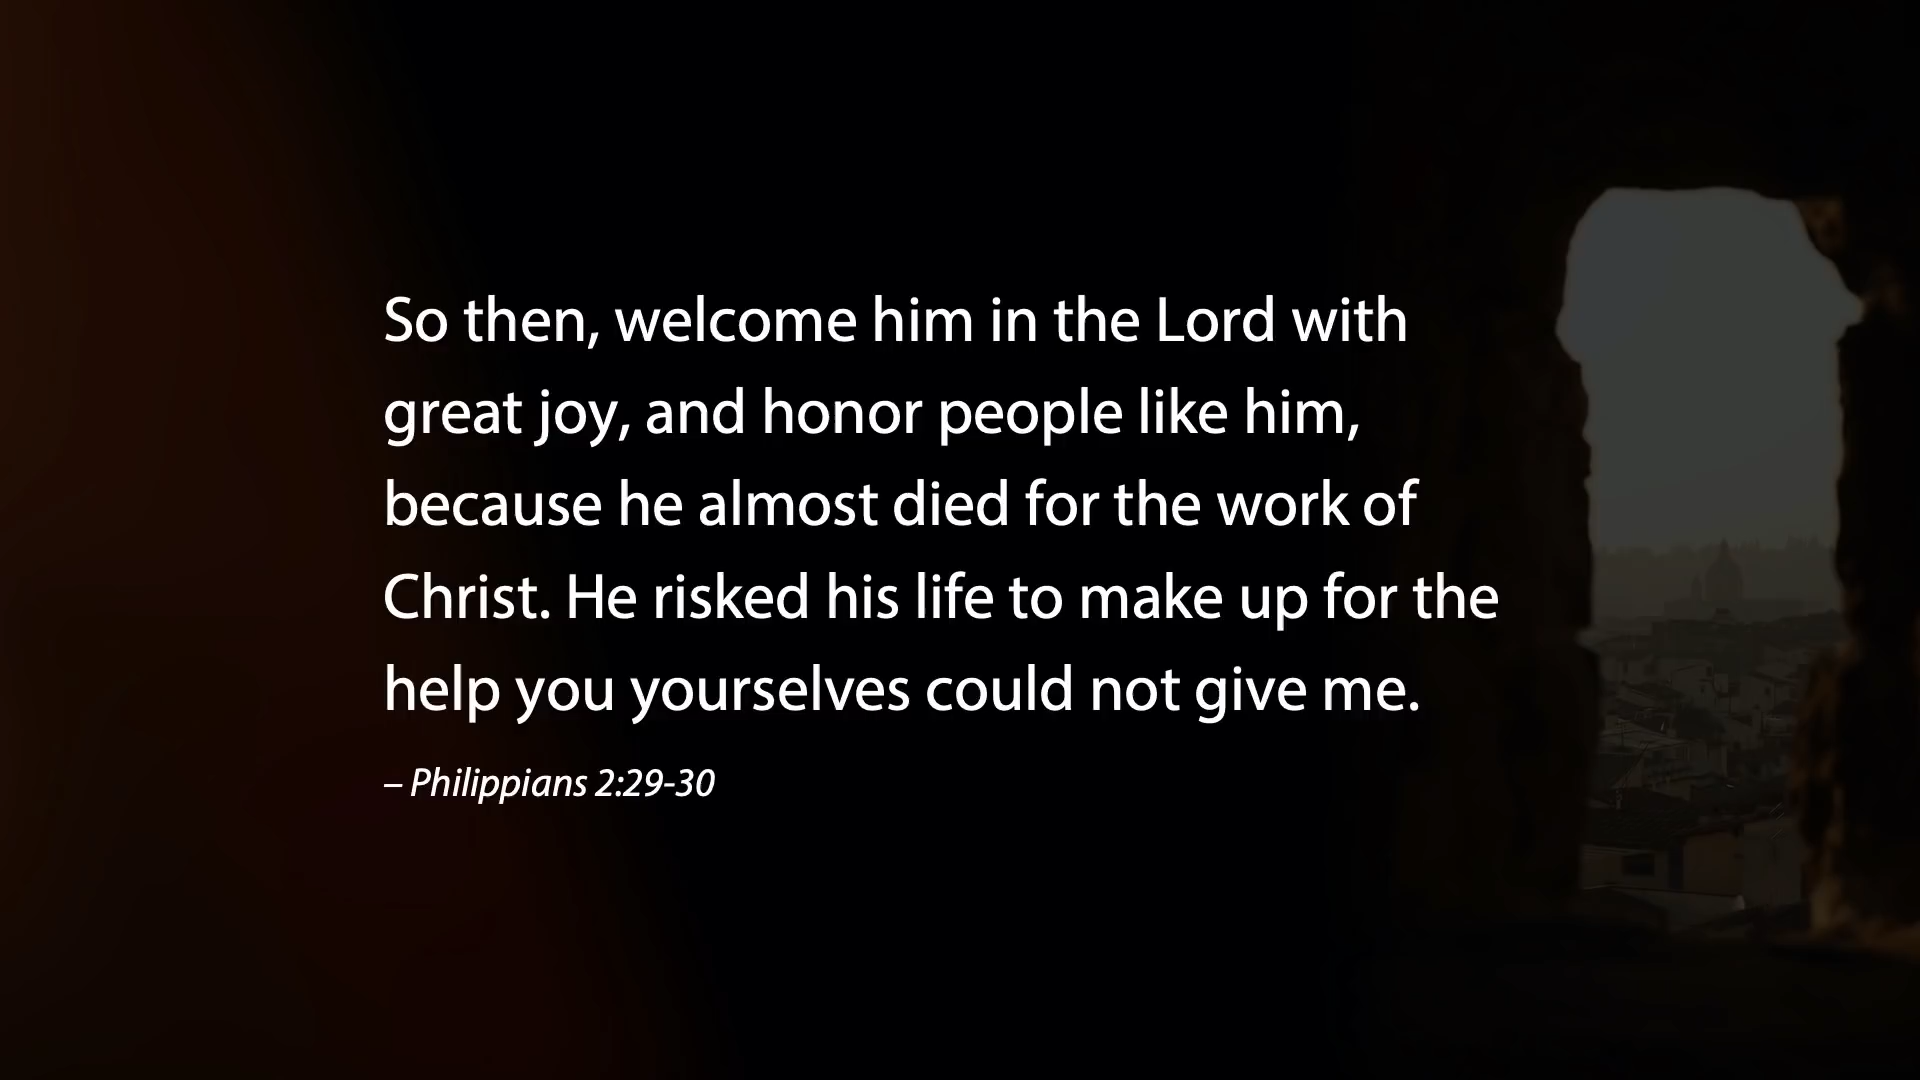 So then, welcome him in the Lord with
great joy, and honor people like him,
because he almost died for the work of
Christ. He risked his life to make up for the
help you yourselves could not give me.
– Philippians 2:29-30